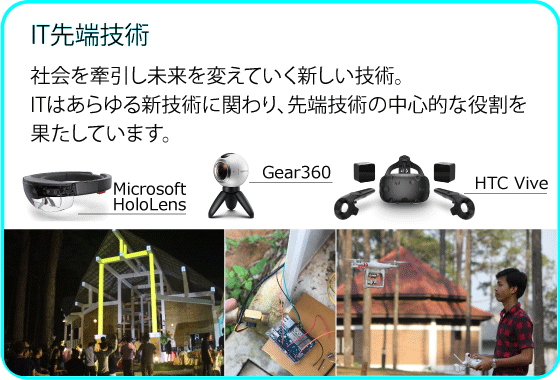 IT先端技術
社会を牽引し未来を変えていく新しい技術。
ITはあらゆる新技術に関わり、先端技術の中心的な役割を
果たしています。
Microsoft
HoloLens
Gear360
HTC Vive